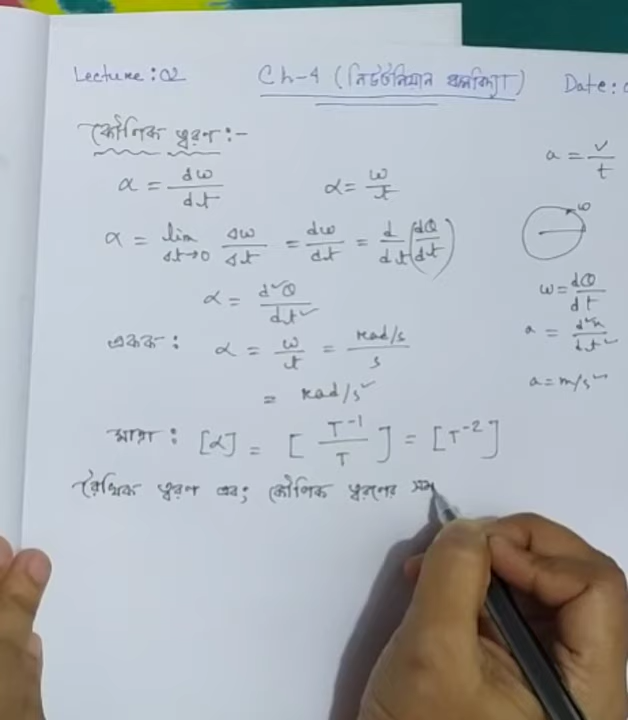 Lecture : 02
Ch-4 (নিউটনিয়ান বলবিদ্যা)
Date :
কৌণিক ত্বরণ :-
α = dω/dt
α = ω/t
α = lim Δt→0 Δω/Δt = dω/dt = d/dt (dθ/dt)
α = d²θ/dt²
একক : α = ω/t = rad/s / s
= rad/s²
মাত্রা : [α] = [T⁻¹/T] = [T⁻²]
রৈখিক ত্বরণ এবং কৌণিক ত্বরণের সম
a = v/t
ω
ω = dθ/dt
a = d²x/dt²
a = m/s²